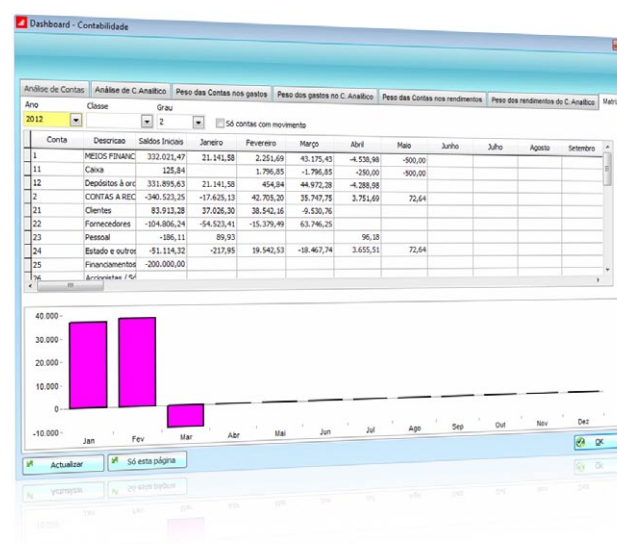 Dashboard - Contabilidade
Análise de Contas Análise de C.Analitico Peso das Contas nos gastos Peso dos gastos no C. Analítico Peso das Contas nos rendimentos Peso dos rendimentos do C. Analítico
Ano Classe Grau
2012 2 Só contas com movimento
Conta Descricao Saldos Iniciais Janeiro Fevereiro Março Abril Maio Junho Julho Agosto Setembro
1 MEIOS FINANC 332.021,47 21.141,58 2.251,69 43.175,43 -4.538,98 -500,00
11 Caixa 125,84 1.796,85 -1.796,85 -250,00 -500,00
12 Depósitos à orc 331.895,63 21.141,58 454,84 44.972,28 -4.288,98
2 CONTAS A REC -340.523,25 -17.625,13 42.705,20 35.747,75 3.751,69 72,64
21 Clientes 83.913,28 37.026,30 38.542,16 -9.530,76
22 Fornecedores -104.806,24 -54.523,41 -15.379,49 63.746,25
23 Pessoal -186,11 89,93 96,18
24 Estado e outros -51.114,32 -217,95 19.542,53 -18.467,74 3.655,51 72,64
25 Financiamentos -200.000,00
26 Accionistas / Só
40.000
30.000
20.000
10.000
0
-10.000
Jan Fev Mar Abr Mai Jun Jul Ago Sep Out Nov Dez
Actualizar Só esta página OK